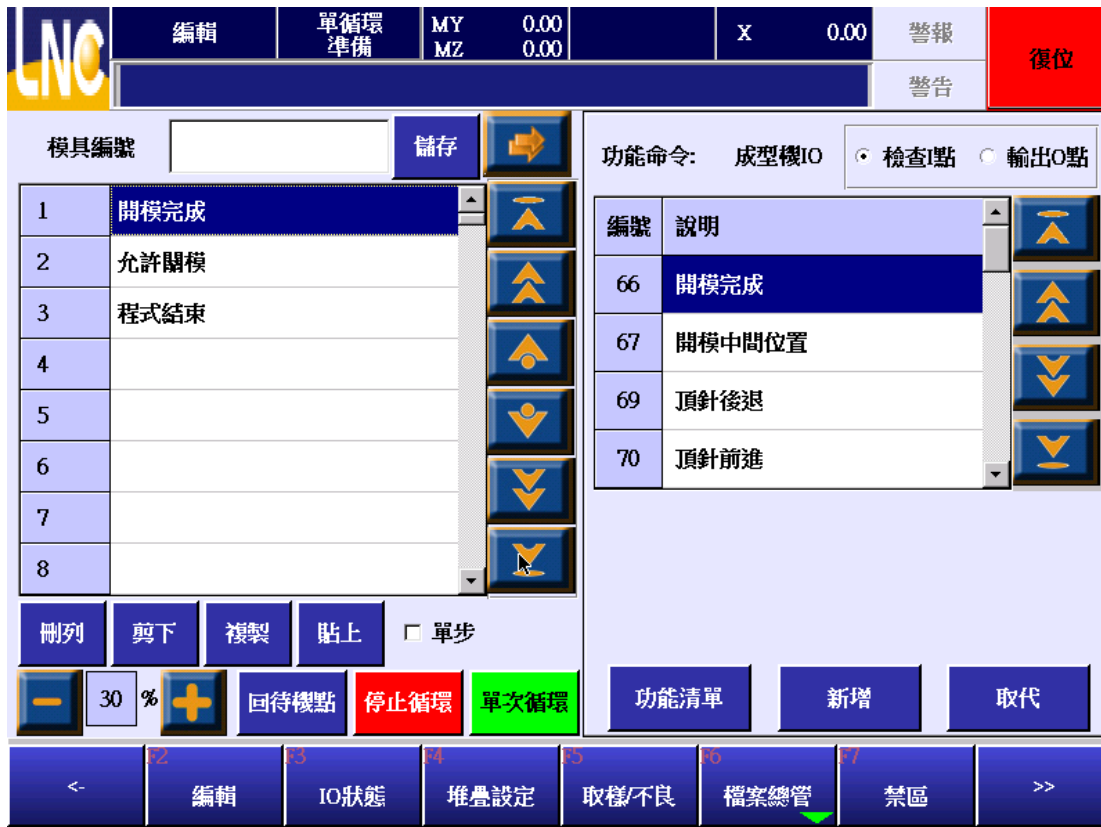 LNC
編輯
單循環
準備
MY 0.00
MZ 0.00
X 0.00
警報
警告
復位
模具編號
儲存
1 開模完成
2 允許關模
3 程式結束
4
5
6
7
8
刪列
剪下
複製
貼上
單步
30 %
回待機點
停止循環
單次循環
功能命令: 成型機IO
檢查I點
輸出O點
編號 說明
66 開模完成
67 開模中間位置
69 頂針後退
70 頂針前進
功能清單
新增
取代
<-
F2
編輯
F3
IO狀態
F4
堆疊設定
F5
取樣/不良
F6
檔案總管
F7
禁區
>>